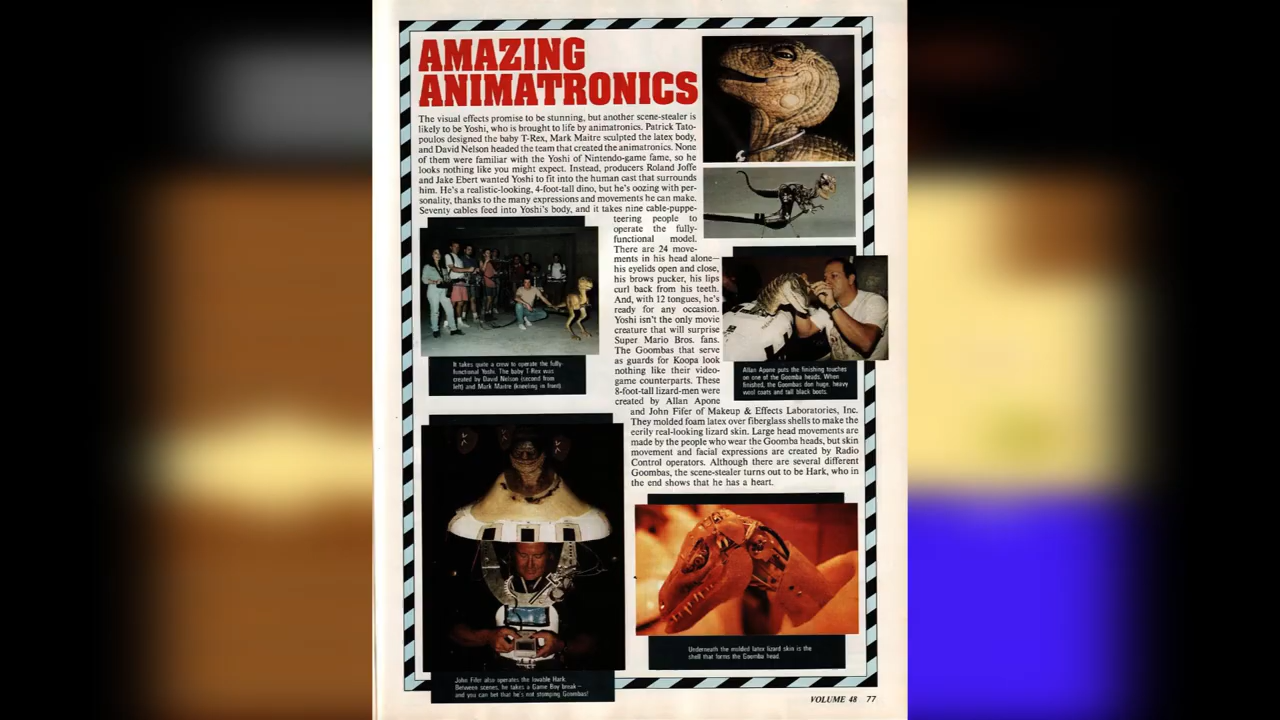 AMAZING
ANIMATRONICS
The visual effects promise to be stunning, but another scene-stealer is
likely to be Yoshi, who is brought to life by animatronics. Patrick Tato-
poulos designed the baby T-Rex, Mark Maitre sculpted the latex body,
and David Nelson headed the team that created the animatronics. None
of them were familiar with the Yoshi of Nintendo-game fame, so he
looks nothing like you might expect. Instead, producers Roland Joffe
and Jake Ebert wanted Yoshi to fit into the human cast that surrounds
him. He's a realistic-looking, 4-foot-tall dino, but he's oozing with per-
sonality, thanks to the many expressions and movements he can make.
Seventy cables feed into Yoshi's body, and it takes nine cable-puppe-
teering people to
operate the fully-
functional model.
There are 24 move-
ments in his head alone—
his eyelids open and close,
his brows pucker, his lips
curl back from his teeth.
And, with 12 tongues, he's
ready for any occasion.
Yoshi isn't the only movie
creature that will surprise
Super Mario Bros. fans.
The Goombas that serve
as guards for Koopa look
nothing like their video-
game counterparts. These
8-foot-tall lizard-men were
created by Allan Apone
and John Fifer of Makeup & Effects Laboratories, Inc.
They molded foam latex over fiberglass shells to make the
eerily real-looking lizard skin. Large head movements are
made by the people who wear the Goomba heads, but skin
movement and facial expressions are created by Radio
Control operators. Although there are several different
Goombas, the scene-stealer turns out to be Hark, who in
the end shows that he has a heart.
It takes quite a crew to operate the fully-
functional Yoshi. The baby T-Rex was
created by David Nelson (second from
left) and Mark Maitre (kneeling in front).
Allan Apone puts the finishing touches
on one of the Goomba heads. When
finished, the Goombas don huge, heavy
wool coats and tall black boots.
John Fifer also operates the lovable Hark.
Between scenes, he takes a Game Boy break—
and you can bet that he's not stomping Goombas!
Underneath the molded latex lizard skin is the
shell that forms the Goomba head.
VOLUME 48 77